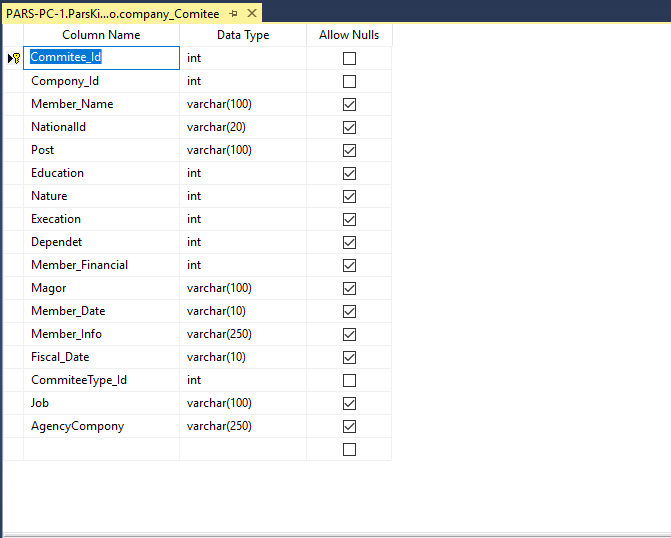 PARS-PC-1.ParsKi...o.company_Comitee
Column Name Data Type Allow Nulls
Commitee_Id int
Compony_Id int
Member_Name varchar(100)
NationalId varchar(20)
Post varchar(100)
Education int
Nature int
Execation int
Dependet int
Member_Financial int
Magor varchar(100)
Member_Date varchar(10)
Member_Info varchar(250)
Fiscal_Date varchar(10)
CommiteeType_Id int
Job varchar(100)
AgencyCompony varchar(250)